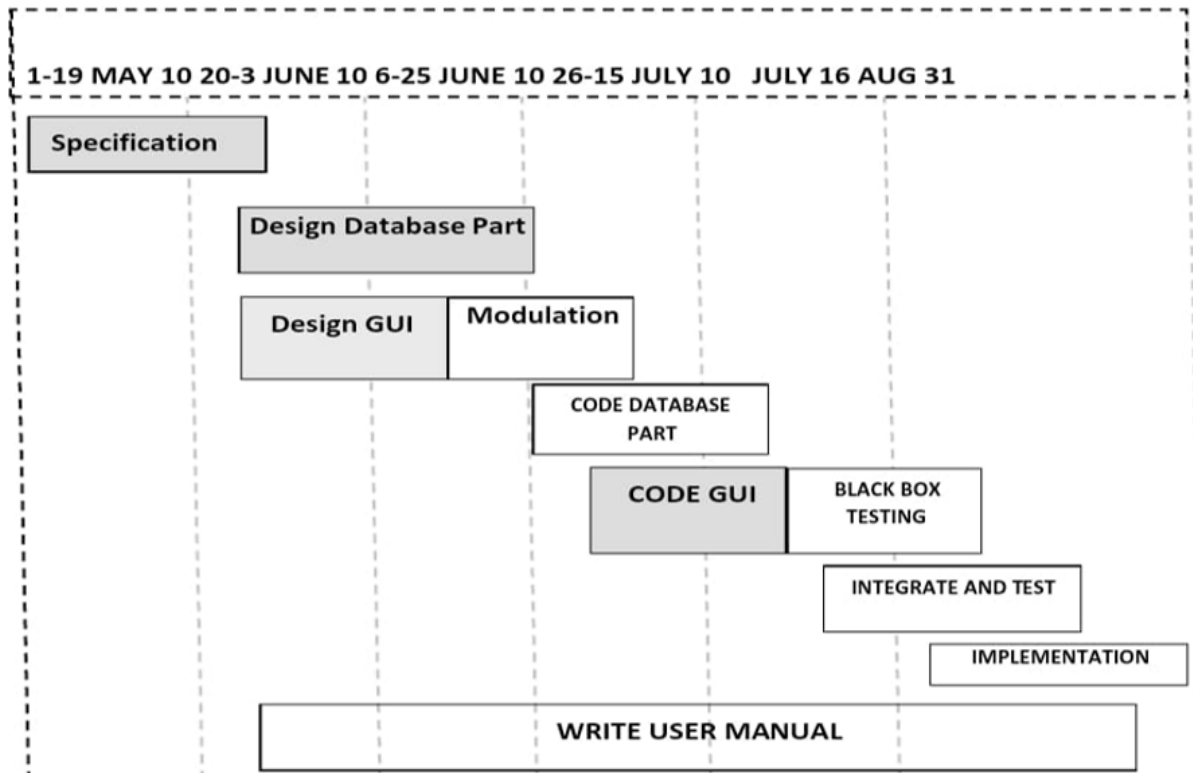 1-19 MAY 10 20-3 JUNE 10 6-25 JUNE 10 26-15 JULY 10 JULY 16 AUG 31
Specification
Design Database Part
Design GUI
Modulation
CODE DATABASE
PART
CODE GUI
BLACK BOX
TESTING
INTEGRATE AND TEST
IMPLEMENTATION
WRITE USER MANUAL